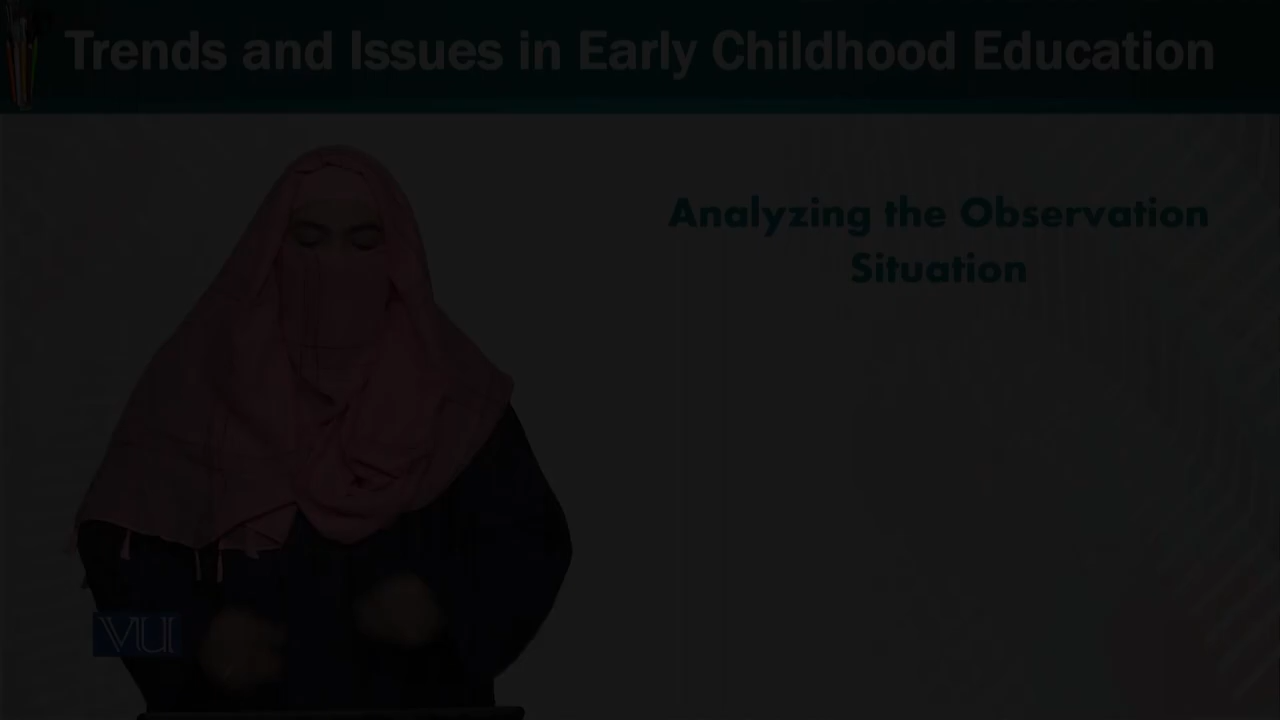 Trends and Issues in Early Childhood Education
Analyzing the Observation
Situation
VU